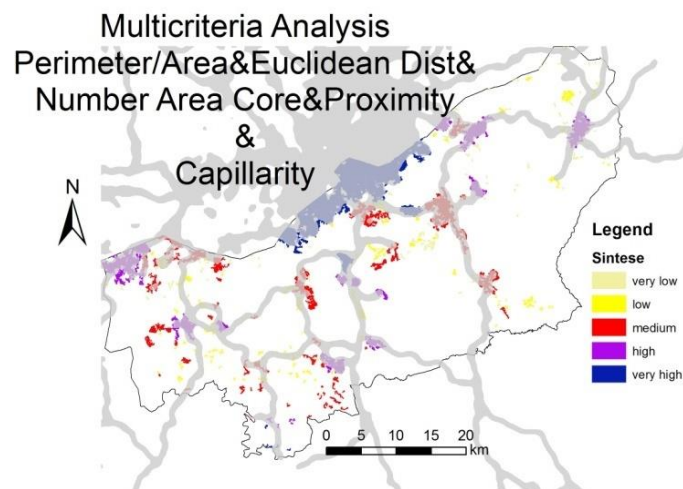 Multicriteria Analysis
Perimeter/Area&Euclidean Dist&
Number Area Core&Proximity
&
Capillarity
N
Legend
Sintese
very low
low
medium
high
very high
0 5 10 15 20
km